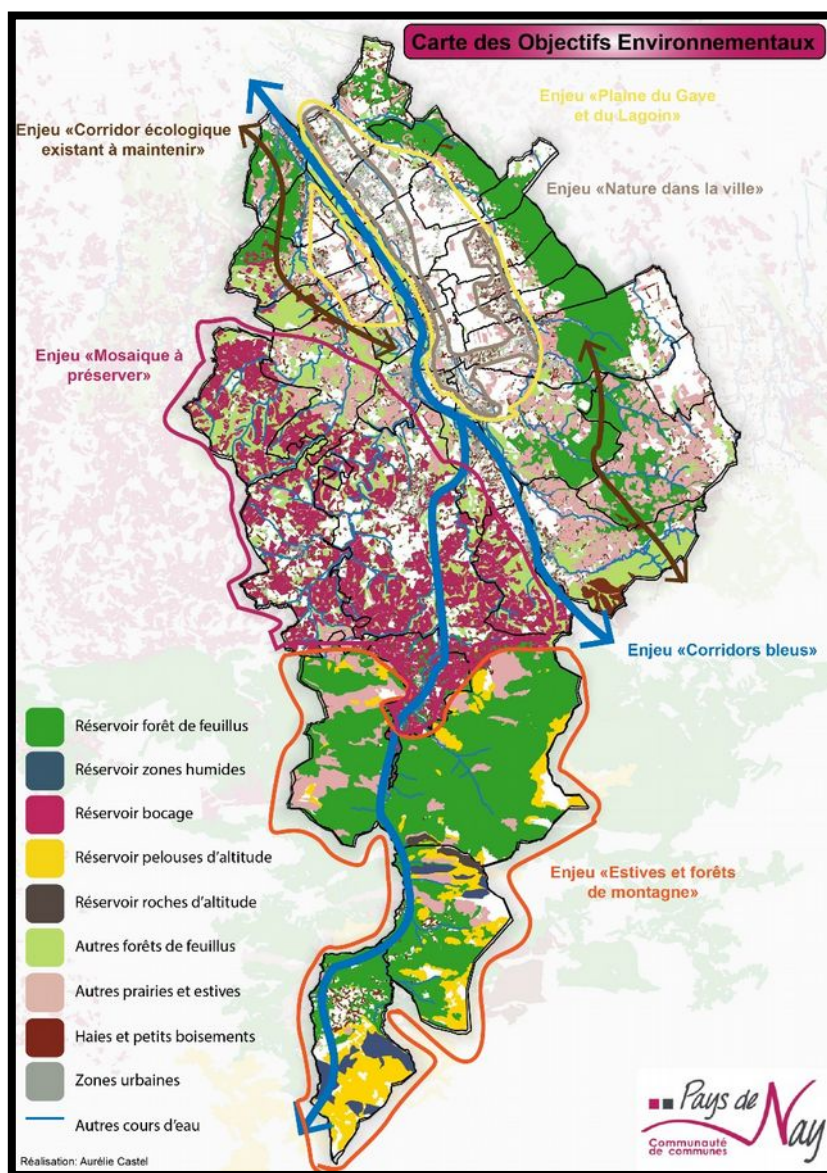 Carte des Objectifs Environnementaux
Enjeu «Plaine du Gave
et du Lagoin»
Enjeu «Corridor écologique
existant à maintenir»
Enjeu «Nature dans la ville»
Enjeu «Mosaique à
préserver»
Enjeu «Corridors bleus»
Réservoir forêt de feuillus
Réservoir zones humides
Réservoir bocage
Réservoir pelouses d'altitude
Réservoir roches d'altitude
Autres forêts de feuillus
Autres prairies et estives
Haies et petits boisements
Zones urbaines
Autres cours d'eau
Enjeu «Estives et forêts
de montagne»
Pays de Nay
Communauté
de communes
Réalisation: Aurélie Castel